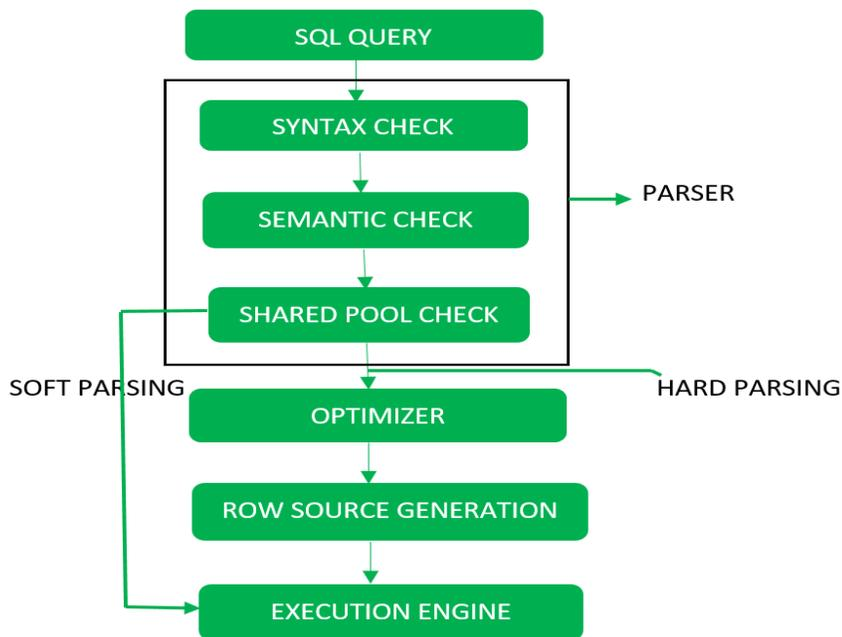 SQL QUERY
SYNTAX CHECK
PARSER
SEMANTIC CHECK
SHARED POOL CHECK
SOFT PARSING
HARD PARSING
OPTIMIZER
ROW SOURCE GENERATION
EXECUTION ENGINE